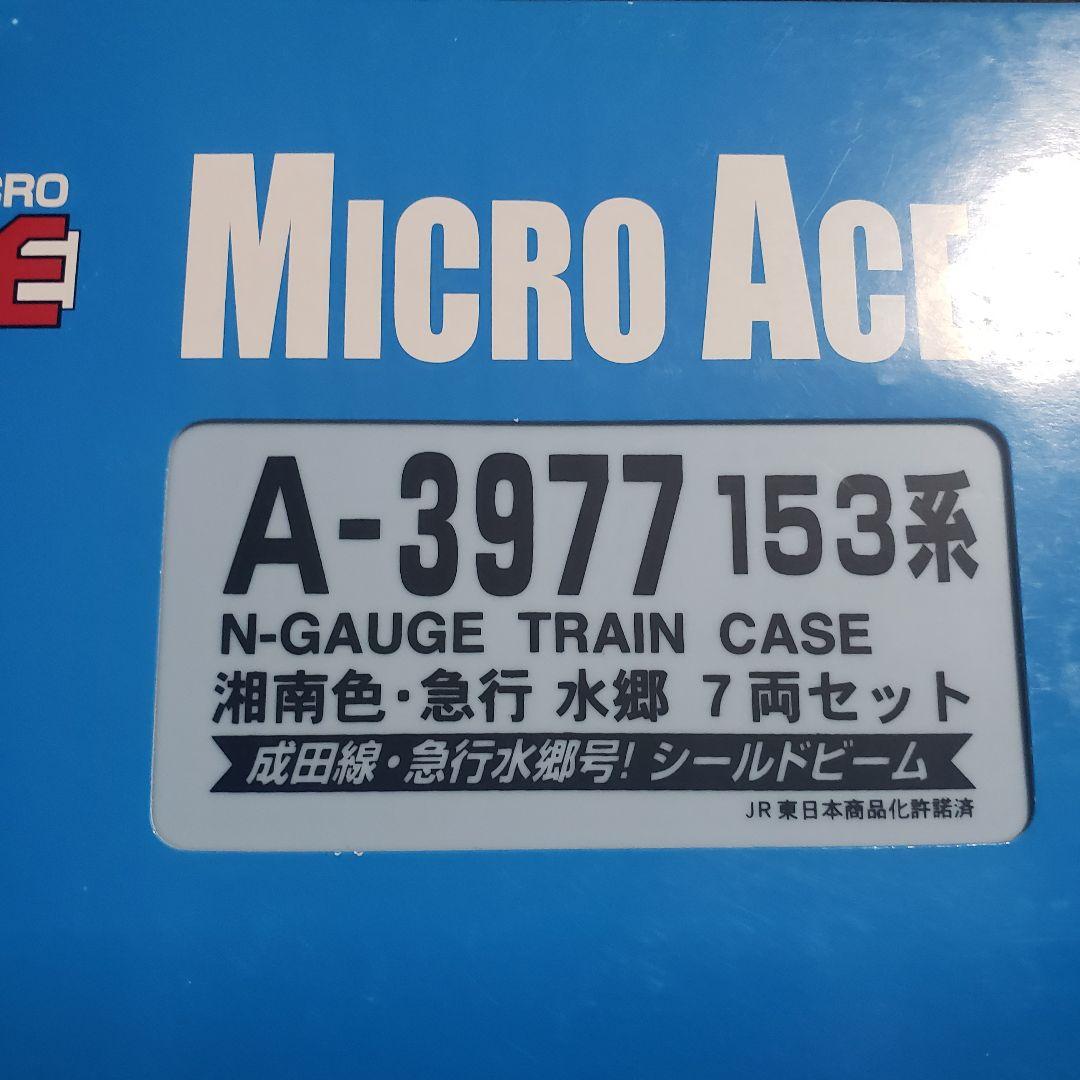 MICRO ACE
A-3977 153系
N-GAUGE TRAIN CASE
湘南色・急行 水郷 7両セット
成田線・急行水郷号! シールドビーム
JR東日本商品化許諾済